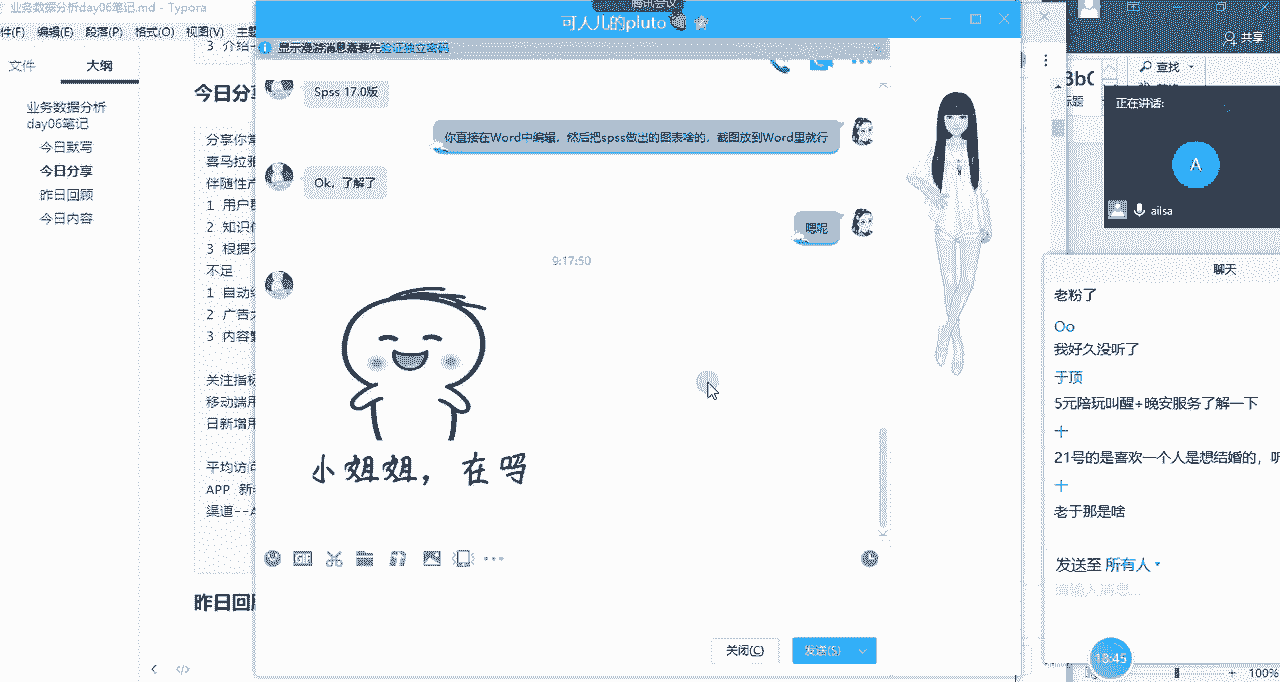 业务数据分析day06笔记.md - Typora
腾讯会议
可人儿的pluto
件(F) 编辑(E) 段落(P) 格式(O) 视图(V) 主题
显示漫游消息需要先验证独立密码
共享
文件
大纲
3 介绍
Spss 17.0版
查找
BbC
标题
正在讲话:
今日分享
业务数据分析
day06笔记
今日默写
今日分享
昨日回顾
今日内容
分享你常
喜马拉雅
伴随性产
1 用户
2 知识
3 根据
不足
1 自动
2 广告
3 内容
关注指标
移动端用
日新增用
平均访问
APP 新
渠道--A
昨日回顾
你直接在Word中编辑，然后把spss做出的图表啥的，截图放到Word里就行
Ok，了解了
嗯呢
9:17:50
小姐姐，在吗
关闭(C)
发送(S)
A
ailsa
聊天
老粉了
Oo
我好久没听了
于顶
5元陪玩叫醒+晚安服务了解一下
十
21号的是喜欢一个人是想结婚的，听
十
老于那是啥
发送至 所有人
请输入消息...
18:45
100%